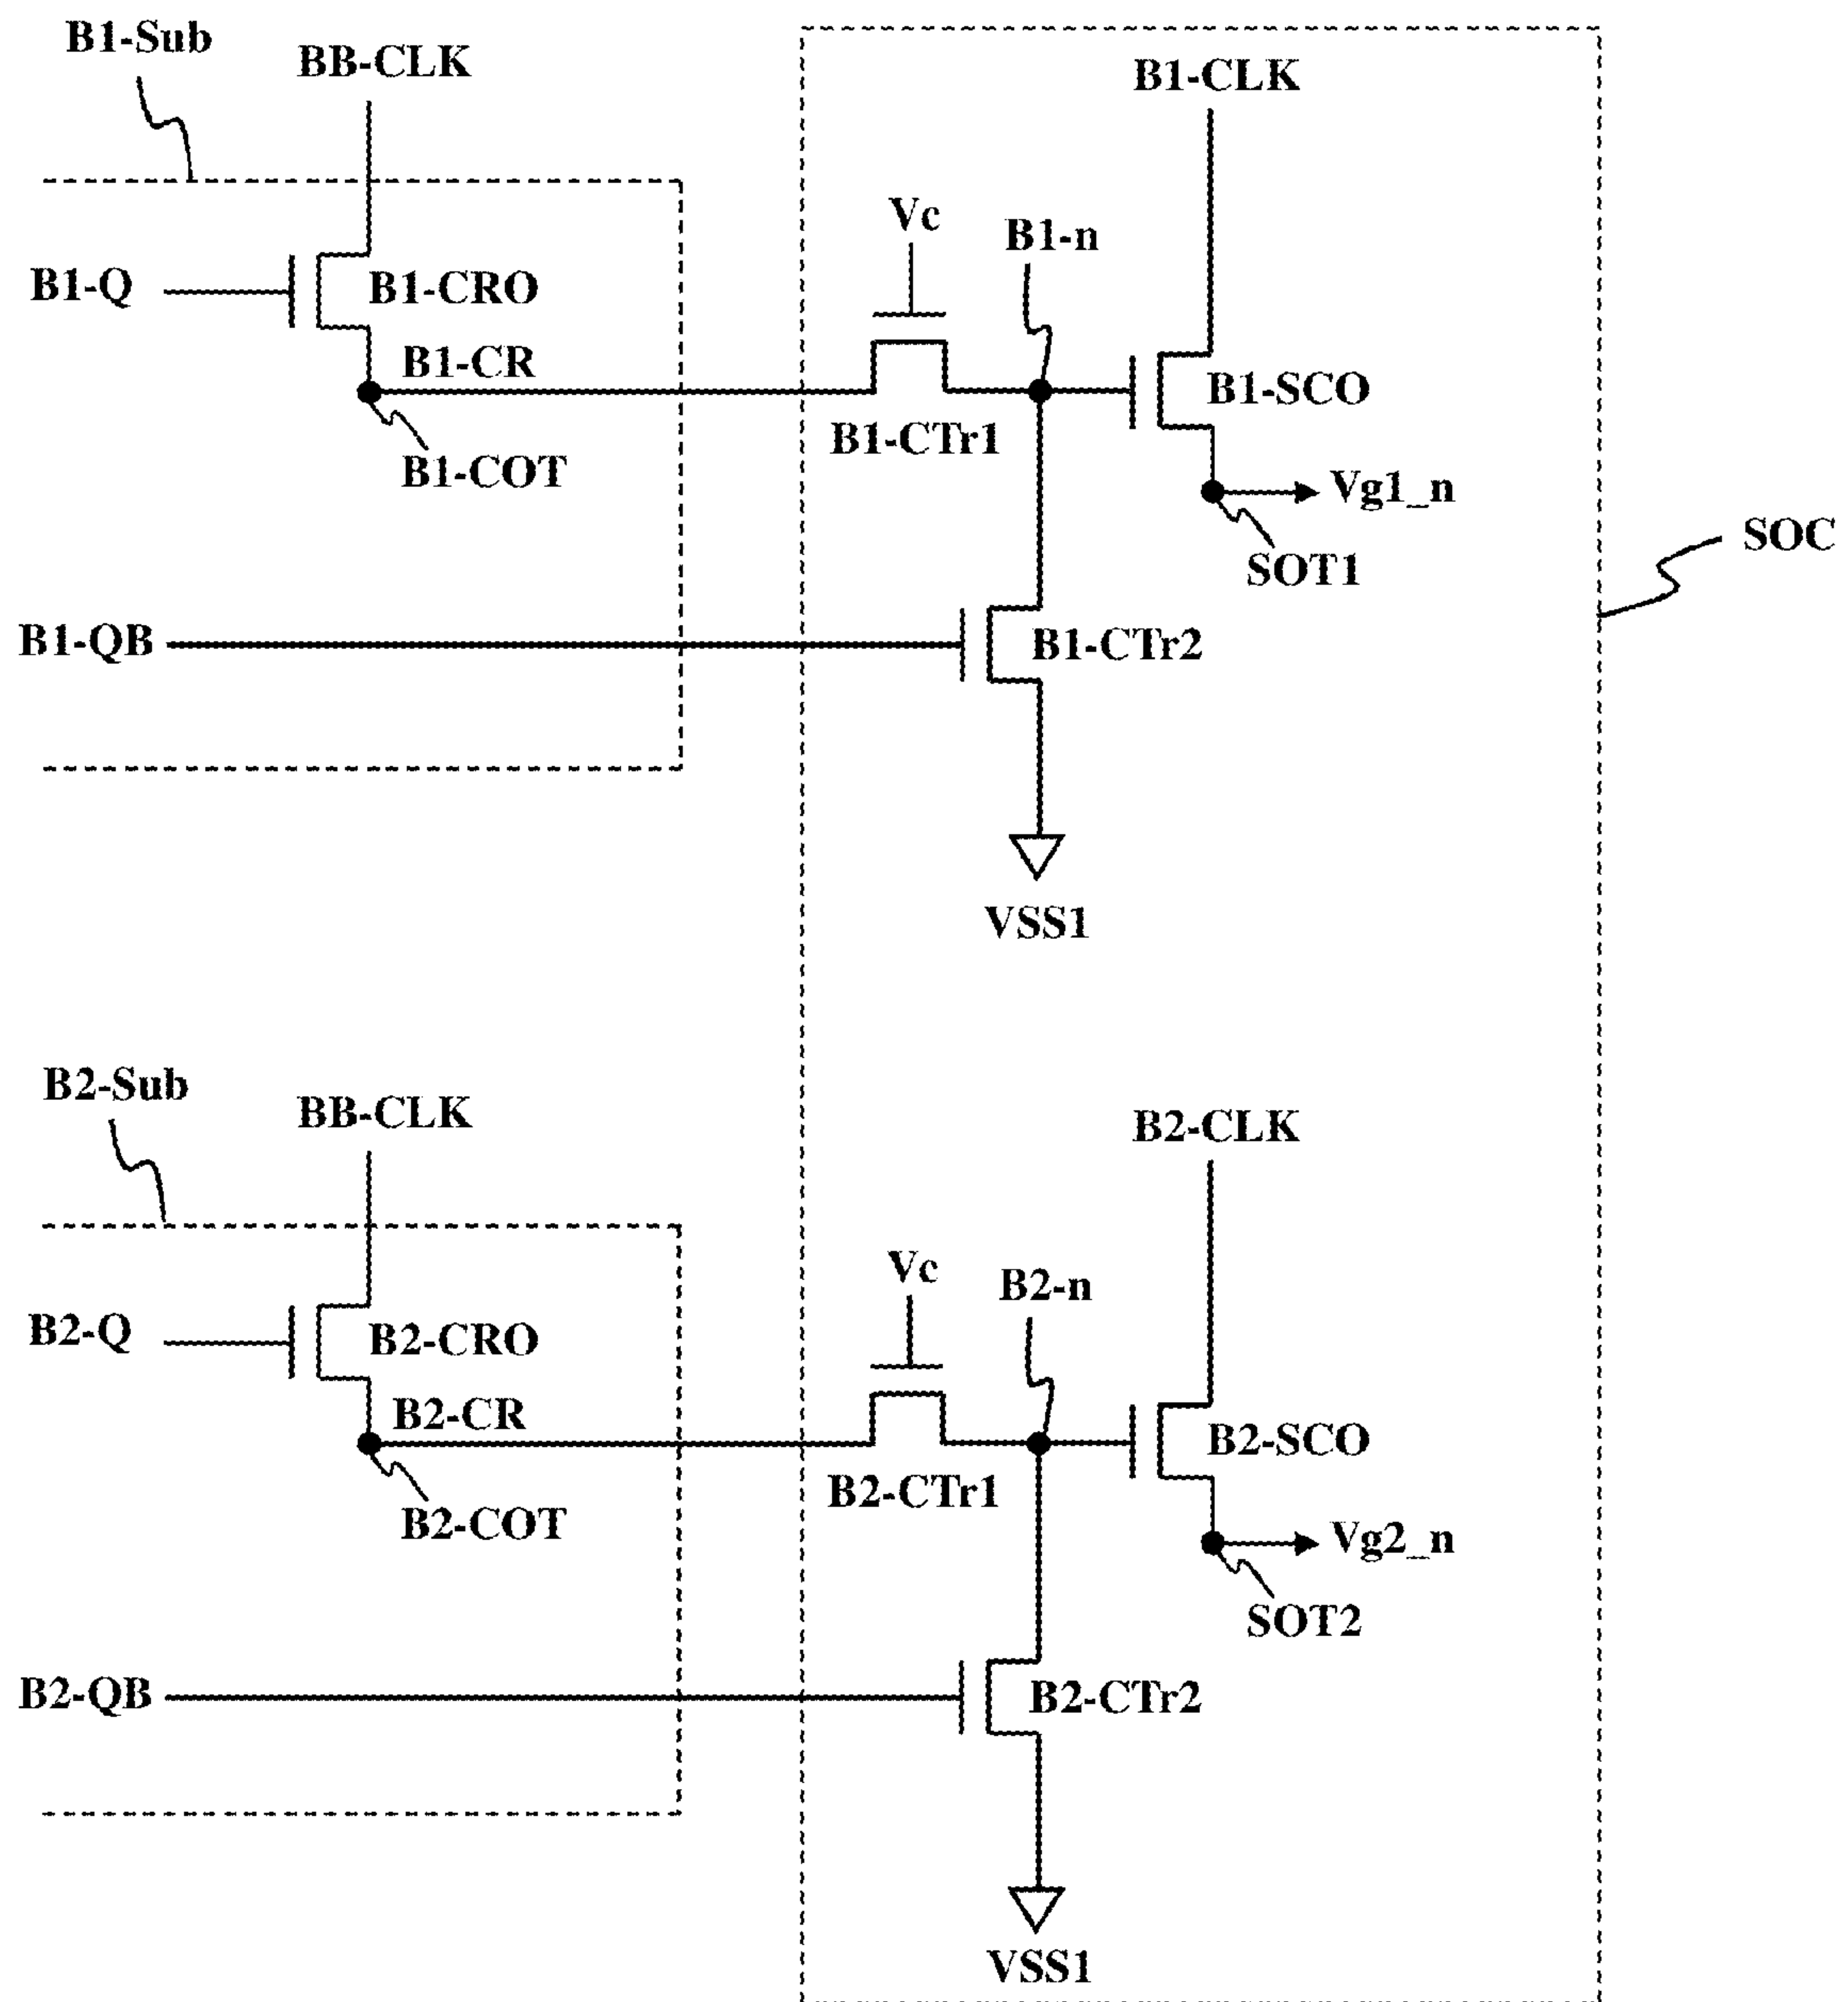 B1-Sub
BB-CLK
B1-CLK
Vc
B1-n
B1-Q
B1-CRO
B1-CR
B1-SCO
B1-CTr1
B1-COT
Vg1_n
SOC
SOT1
B1-QB
B1-CTr2
VSS1
B2-Sub
BB-CLK
B2-CLK
Vc
B2-n
B2-Q
B2-CRO
B2-CR
B2-SCO
B2-CTr1
B2-COT
Vg2_n
SOT2
B2-QB
B2-CTr2
VSS1